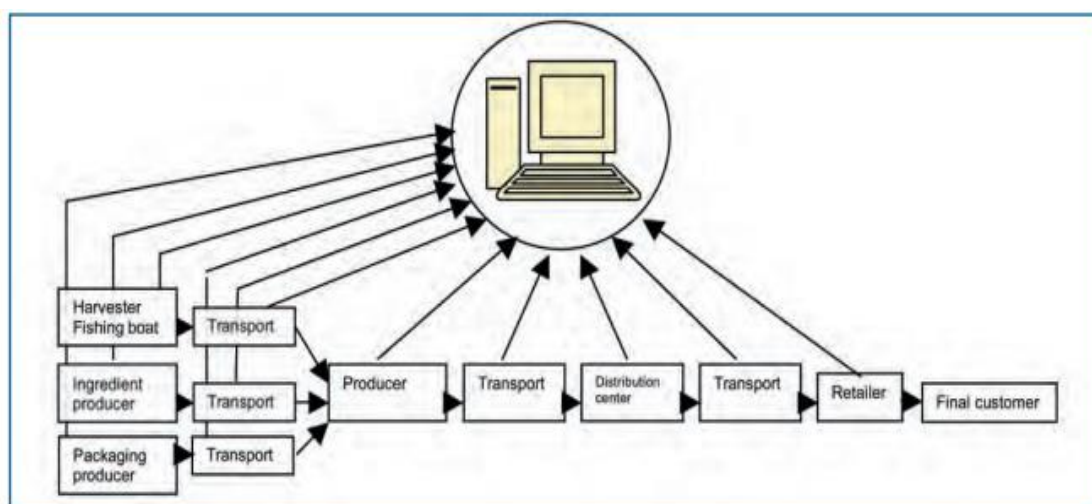 Harvester
Fishing boat
Transport
Ingredient
producer
Transport
Packaging
producer
Transport
Producer
Transport
Distribution
center
Transport
Retailer
Final customer